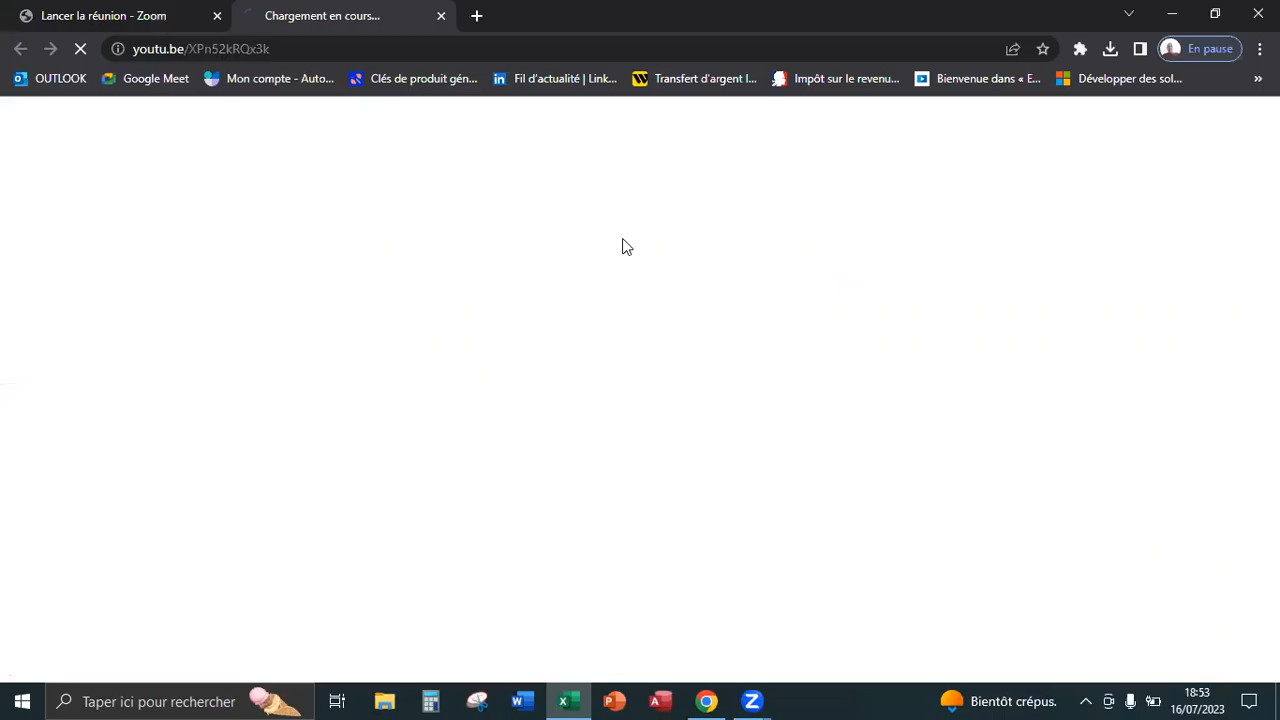 Lancer la réunion - Zoom
Chargement en cours...
youtu.be/XPn52kRQx3k
En pause
OUTLOOK
Google Meet
Mon compte - Auto...
Clés de produit gén...
Fil d'actualité | Link...
Transfert d'argent I...
Impôt sur le revenu...
Bienvenue dans « E...
Développer des sol...
Taper ici pour rechercher
Bientôt crépus.
18:53
16/07/2023